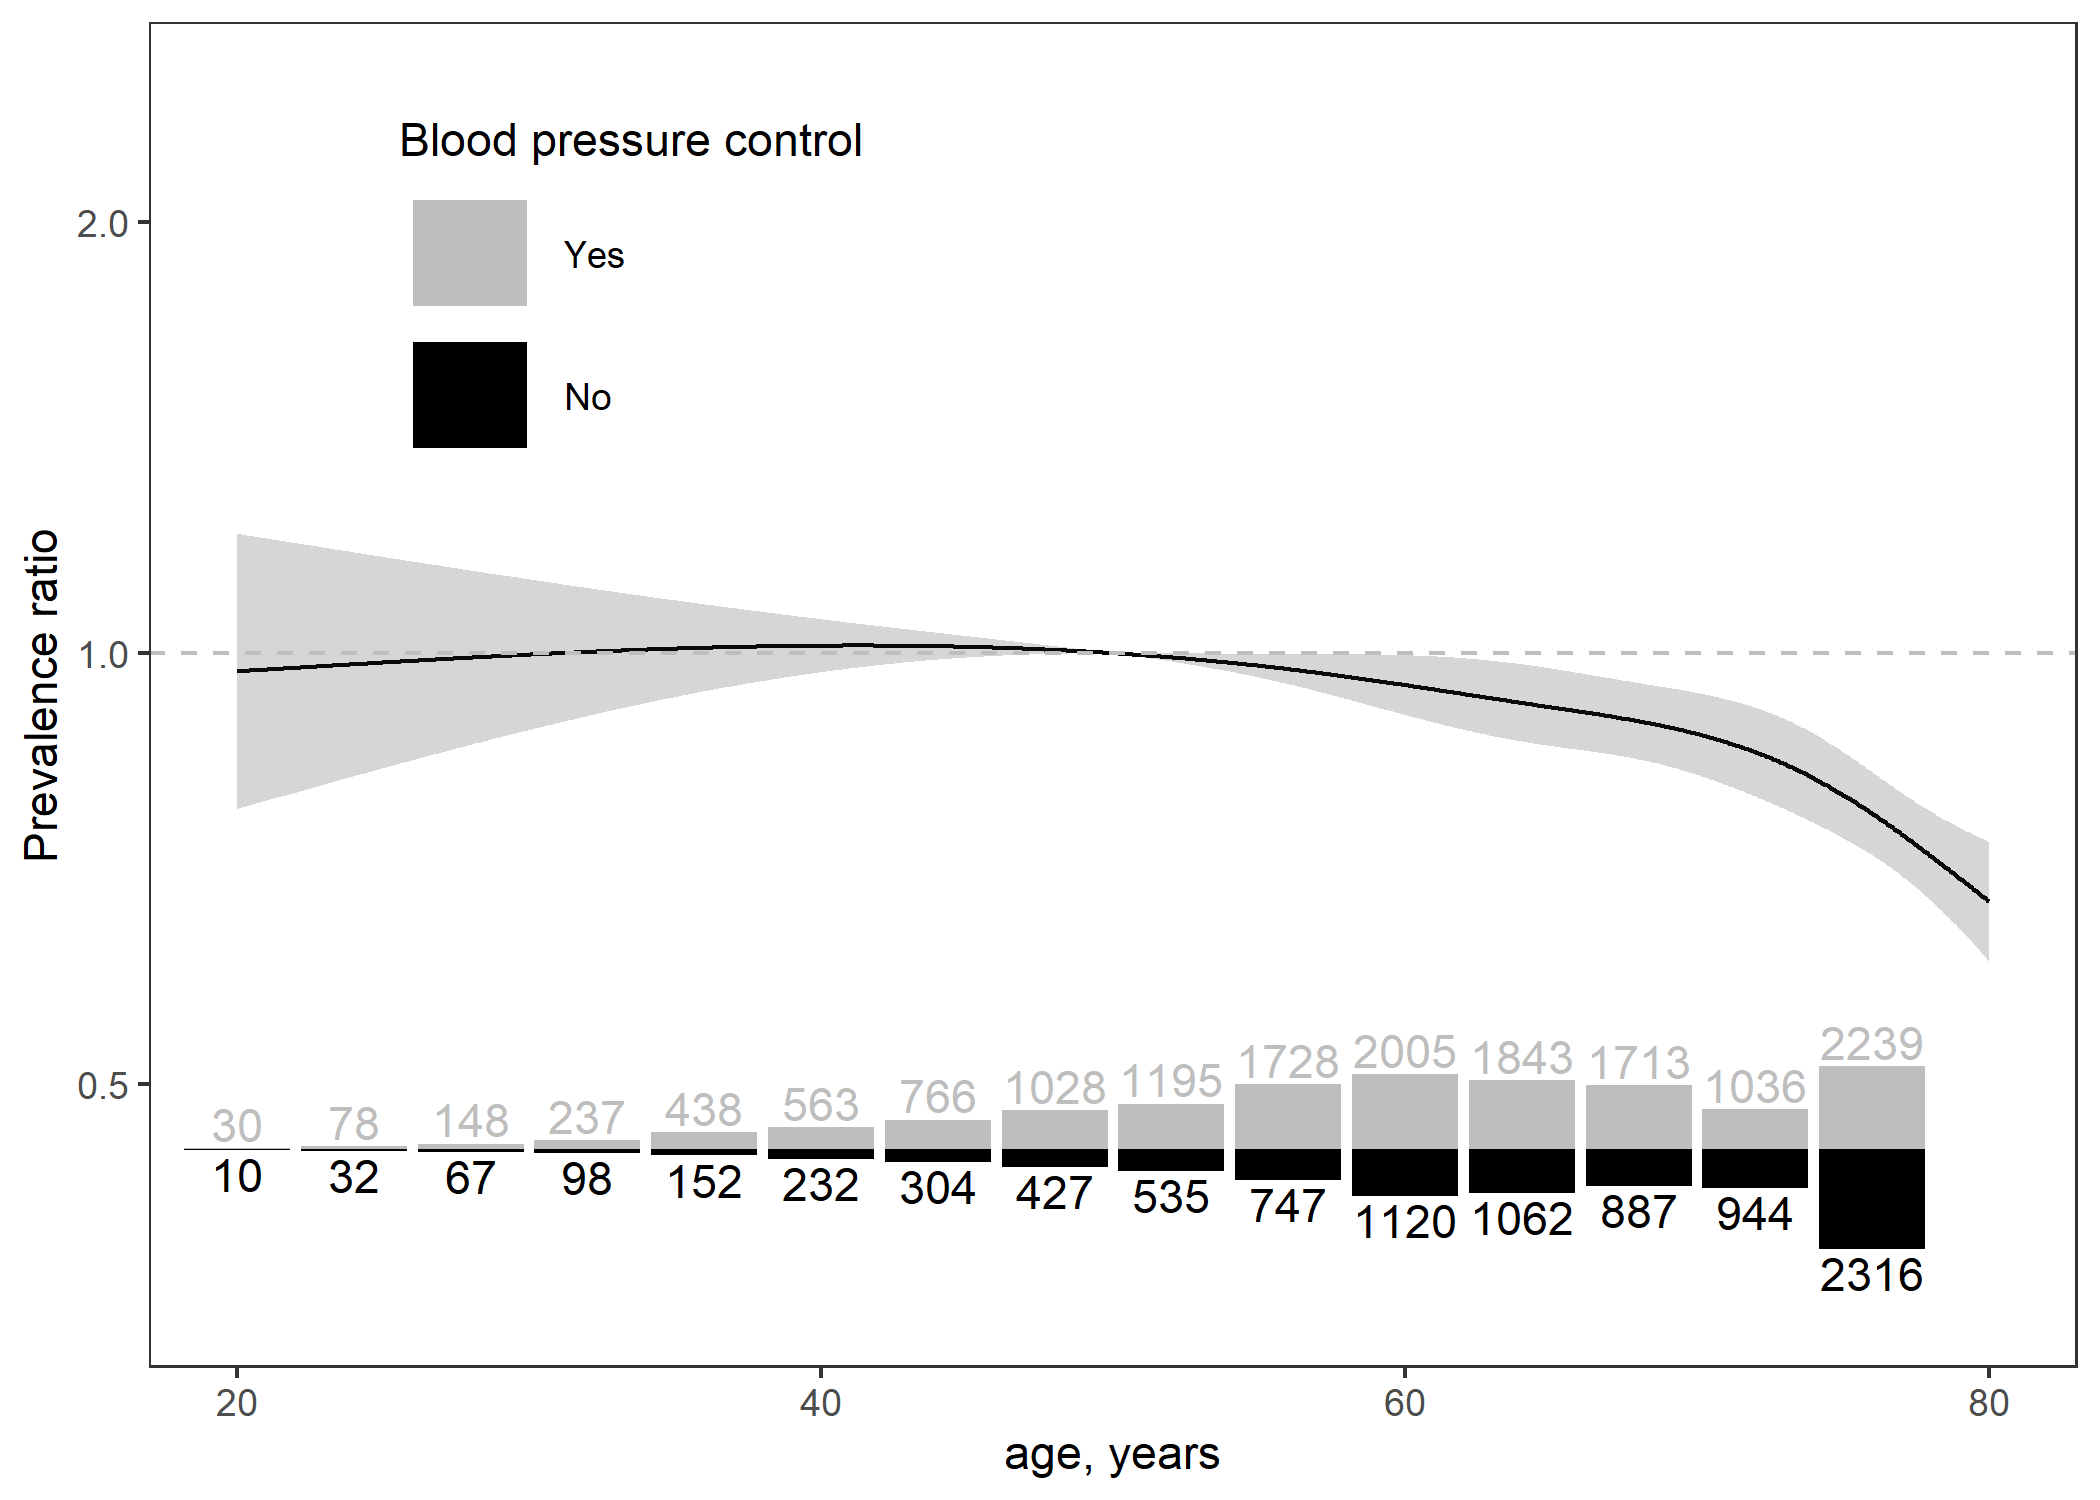 Blood pressure control
Yes
No
Prevalence ratio
2.0
1.0
0.5
30 78 148 237 438 563 766 1028 1195 1728 2005 1843 1713 1036 2239
10 32 67 98 152 232 304 427 535 747 1120 1062 887 944 2316
20 40 60 80
age, years